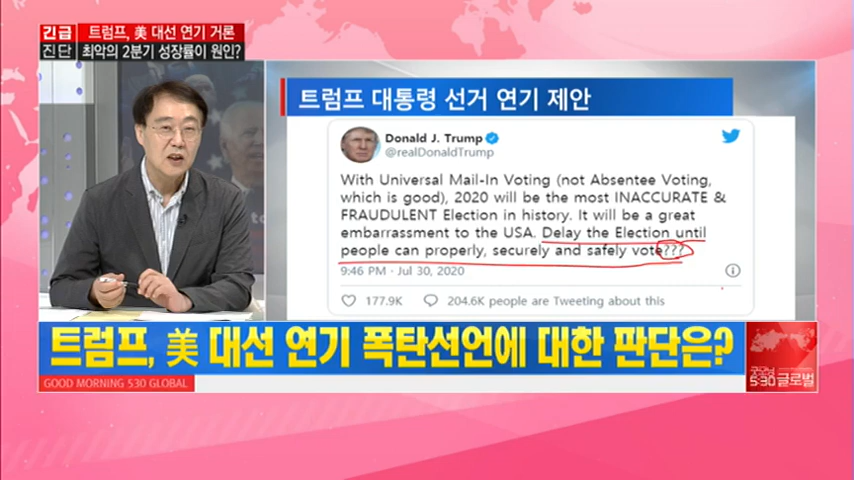 긴급
진단
트럼프, 美 대선 연기 거론
최악의 2분기 성장률이 원인?
트럼프 대통령 선거 연기 제안
Donald J. Trump
@realDonaldTrump
With Universal Mail-In Voting (not Absentee Voting,
which is good), 2020 will be the most INACCURATE &
FRAUDULENT Election in history. It will be a great
embarrassment to the USA. Delay the Election until
people can properly, securely and safely vote???
9:46 PM · Jul 30, 2020
177.9K 204.6K people are Tweeting about this
트럼프, 美 대선 연기 폭탄선언에 대한 판단은?
GOOD MORNING 530 GLOBAL
굿모닝
5:30 글로벌